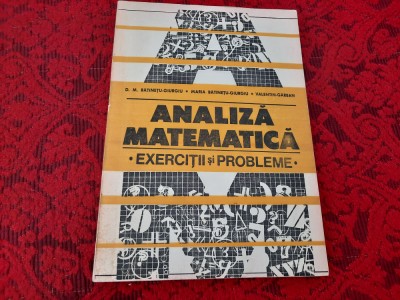 D. M. BĂTINEȚU-GIURGIU • MARIA BĂTINEȚU-GIURGIU • VALENTIN GÂRBAN
ANALIZĂ
MATEMATICĂ
• EXERCIȚII și PROBLEME •